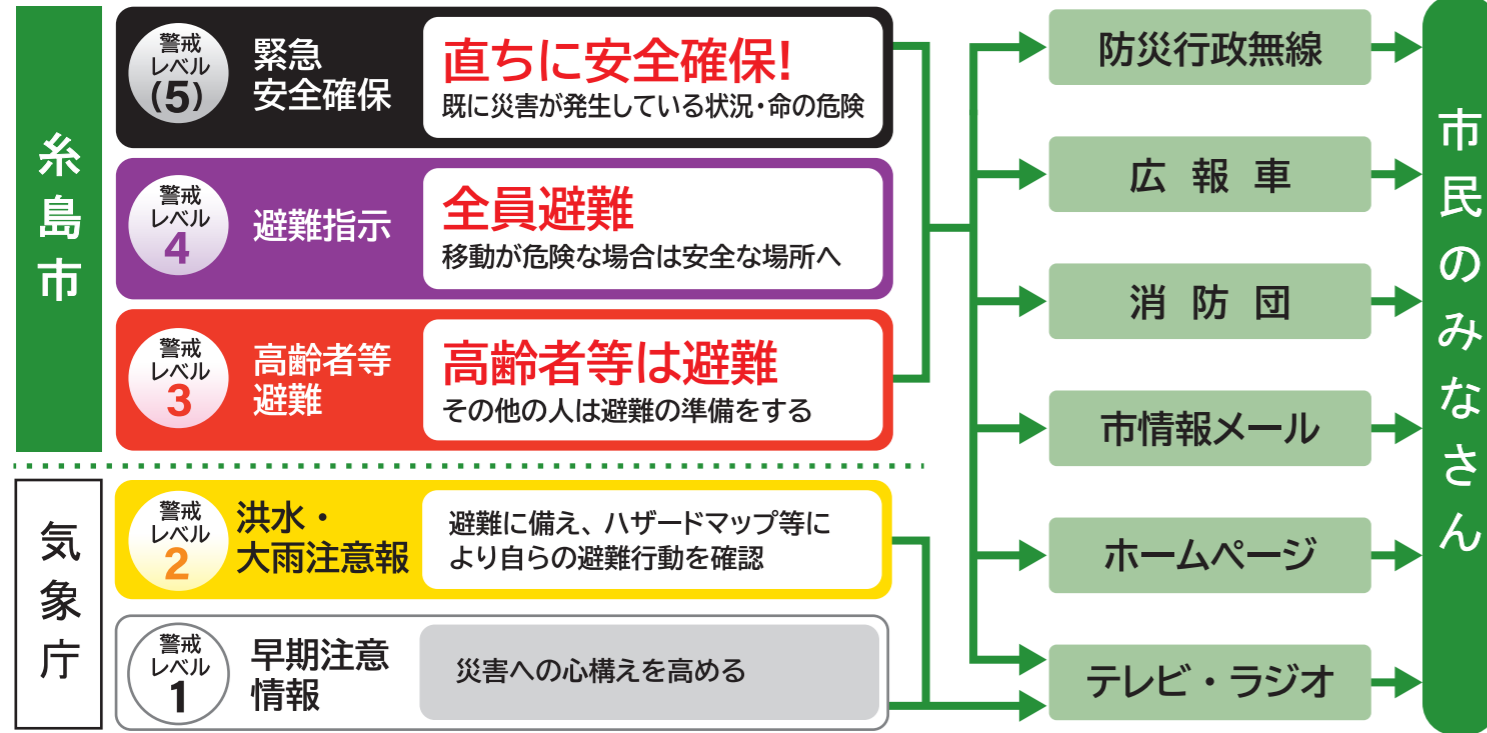 糸島市
警戒
レベル
(5)
緊急
安全確保
直ちに安全確保!
既に災害が発生している状況・命の危険
警戒
レベル
4
避難指示
全員避難
移動が危険な場合は安全な場所へ
警戒
レベル
3
高齢者等
避難
高齢者等は避難
その他の人は避難の準備をする
気象庁
警戒
レベル
2
洪水・
大雨注意報
避難に備え、ハザードマップ等に
より自らの避難行動を確認
警戒
レベル
1
早期注意
情報
災害への心構えを高める
防災行政無線
広報車
消防団
市情報メール
ホームページ
テレビ・ラジオ
市民のみなさん